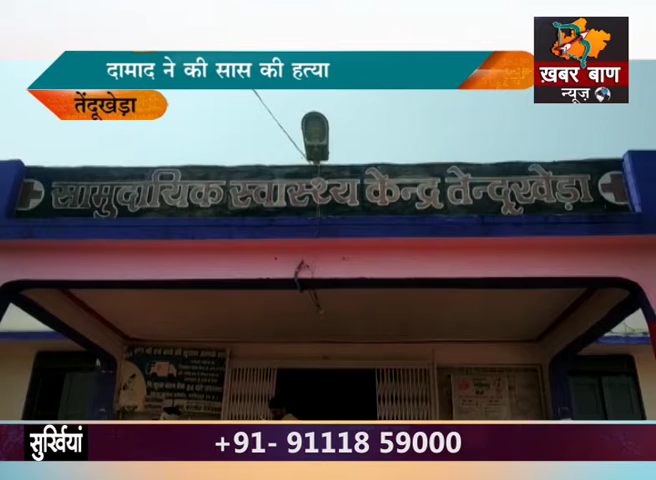 दामाद ने की सास की हत्या
तेंदूखेड़ा
ख़बर बाण
न्यूज़
सामुदायिक स्वास्थ्य केन्द्र तेन्दूखेड़ा
सुर्खियां
+91- 91118 59000